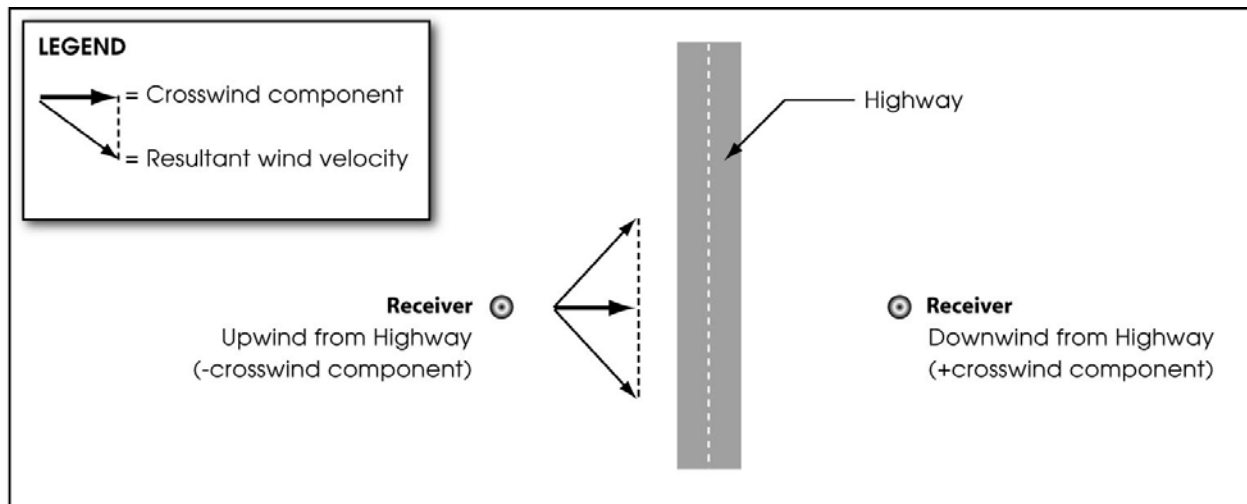 LEGEND
= Crosswind component
= Resultant wind velocity
Highway
Receiver
Upwind from Highway
(-crosswind component)
Receiver
Downwind from Highway
(+crosswind component)